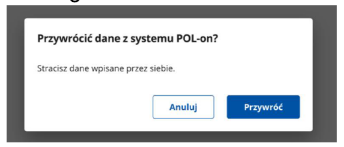 Przywrócić dane z systemu POL-on?
Stracisz dane wpisane przez siebie.
Anuluj Przywróć